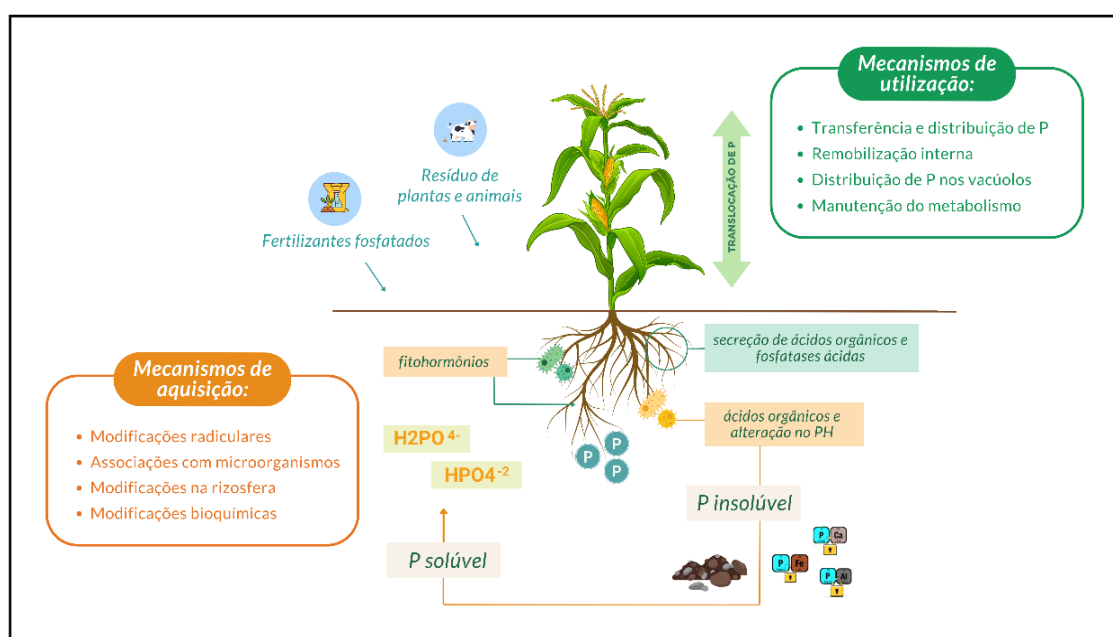 Mecanismos de
utilização:
• Transferência e distribuição de P
• Remobilização interna
• Distribuição de P nos vacúolos
• Manutenção do metabolismo
TRANSLOCAÇÃO DE P
Resíduo de
plantas e animais
Fertilizantes fosfatados
fitohormônios
secreção de ácidos orgânicos e
fosfatases ácidas
Mecanismos de
aquisição:
• Modificações radiculares
• Associações com microorganismos
• Modificações na rizosfera
• Modificações bioquímicas
ácidos orgânicos e
alteração no PH
H2PO ⁴⁻
HPO4⁻²
P
P
P
P insolúvel
P solúvel
P Ca
P Fe
P Al